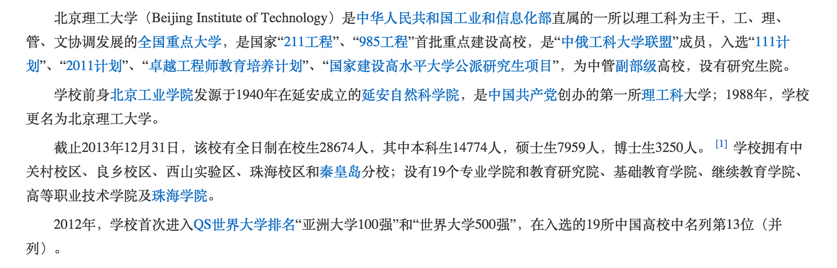 北京理工大学（Beijing Institute of Technology）是中华人民共和国工业和信息化部直属的一所以理工科为主干，工、理、
管、文协调发展的全国重点大学，是国家“211工程”、“985工程”首批重点建设高校，是“中俄工科大学联盟”成员，入选“111计
划”、“2011计划”、“卓越工程师教育培养计划”、“国家建设高水平大学公派研究生项目”，为中管副部级高校，设有研究生院。
学校前身北京工业学院发源于1940年在延安成立的延安自然科学院，是中国共产党创办的第一所理工科大学；1988年，学校
更名为北京理工大学。
截止2013年12月31日，该校有全日制在校生28674人，其中本科生14774人，硕士生7959人，博士生3250人。 [1] 学校拥有中
关村校区、良乡校区、西山实验区、珠海校区和秦皇岛分校；设有19个专业学院和教育研究院、基础教育学院、继续教育学院、
高等职业技术学院及珠海学院。
2012年，学校首次进入QS世界大学排名“亚洲大学100强”和“世界大学500强”，在入选的19所中国高校中名列第13位（并
列）。